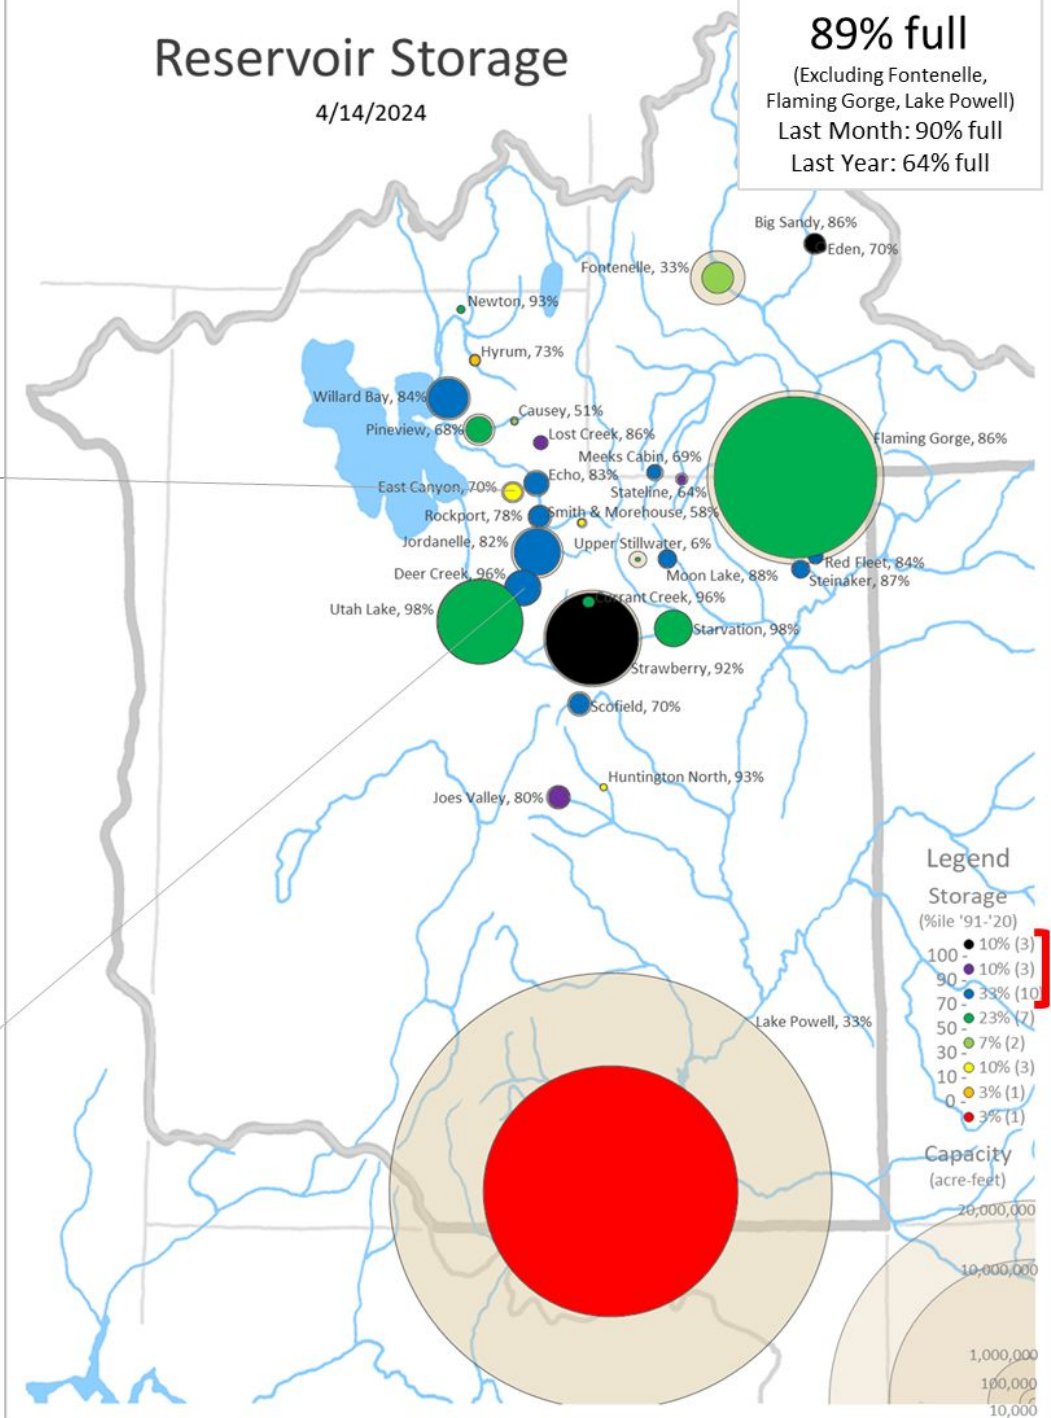 Reservoir Storage
4/14/2024
89% full
(Excluding Fontenelle,
Flaming Gorge, Lake Powell)
Last Month: 90% full
Last Year: 64% full
Big Sandy, 86%
Eden, 70%
Fontenelle, 33%
Newton, 93%
Hyrum, 73%
Willard Bay, 84%
Causey, 51%
Pineview, 68%
Lost Creek, 86%
Flaming Gorge, 86%
Meeks Cabin, 69%
Echo, 83%
East Canyon, 70%
Stateline, 64%
Smith & Morehouse, 58%
Rockport, 78%
Jordanelle, 82%
Upper Stillwater, 6%
Red Fleet, 84%
Deer Creek, 96%
Moon Lake, 88%
Steinaker, 87%
Currant Creek, 96%
Utah Lake, 98%
Starvation, 98%
Strawberry, 92%
Scofield, 70%
Huntington North, 93%
Joes Valley, 80%
Lake Powell, 33%
Legend
Storage
(%ile '91-'20)
10% (3)
100 -
10% (3)
90 -
33% (10)
70 -
23% (7)
50 -
7% (2)
30 -
10% (3)
10 -
3% (1)
0 -
3% (1)
Capacity
(acre-feet)
20,000,000
10,000,000
1,000,000
100,000
10,000